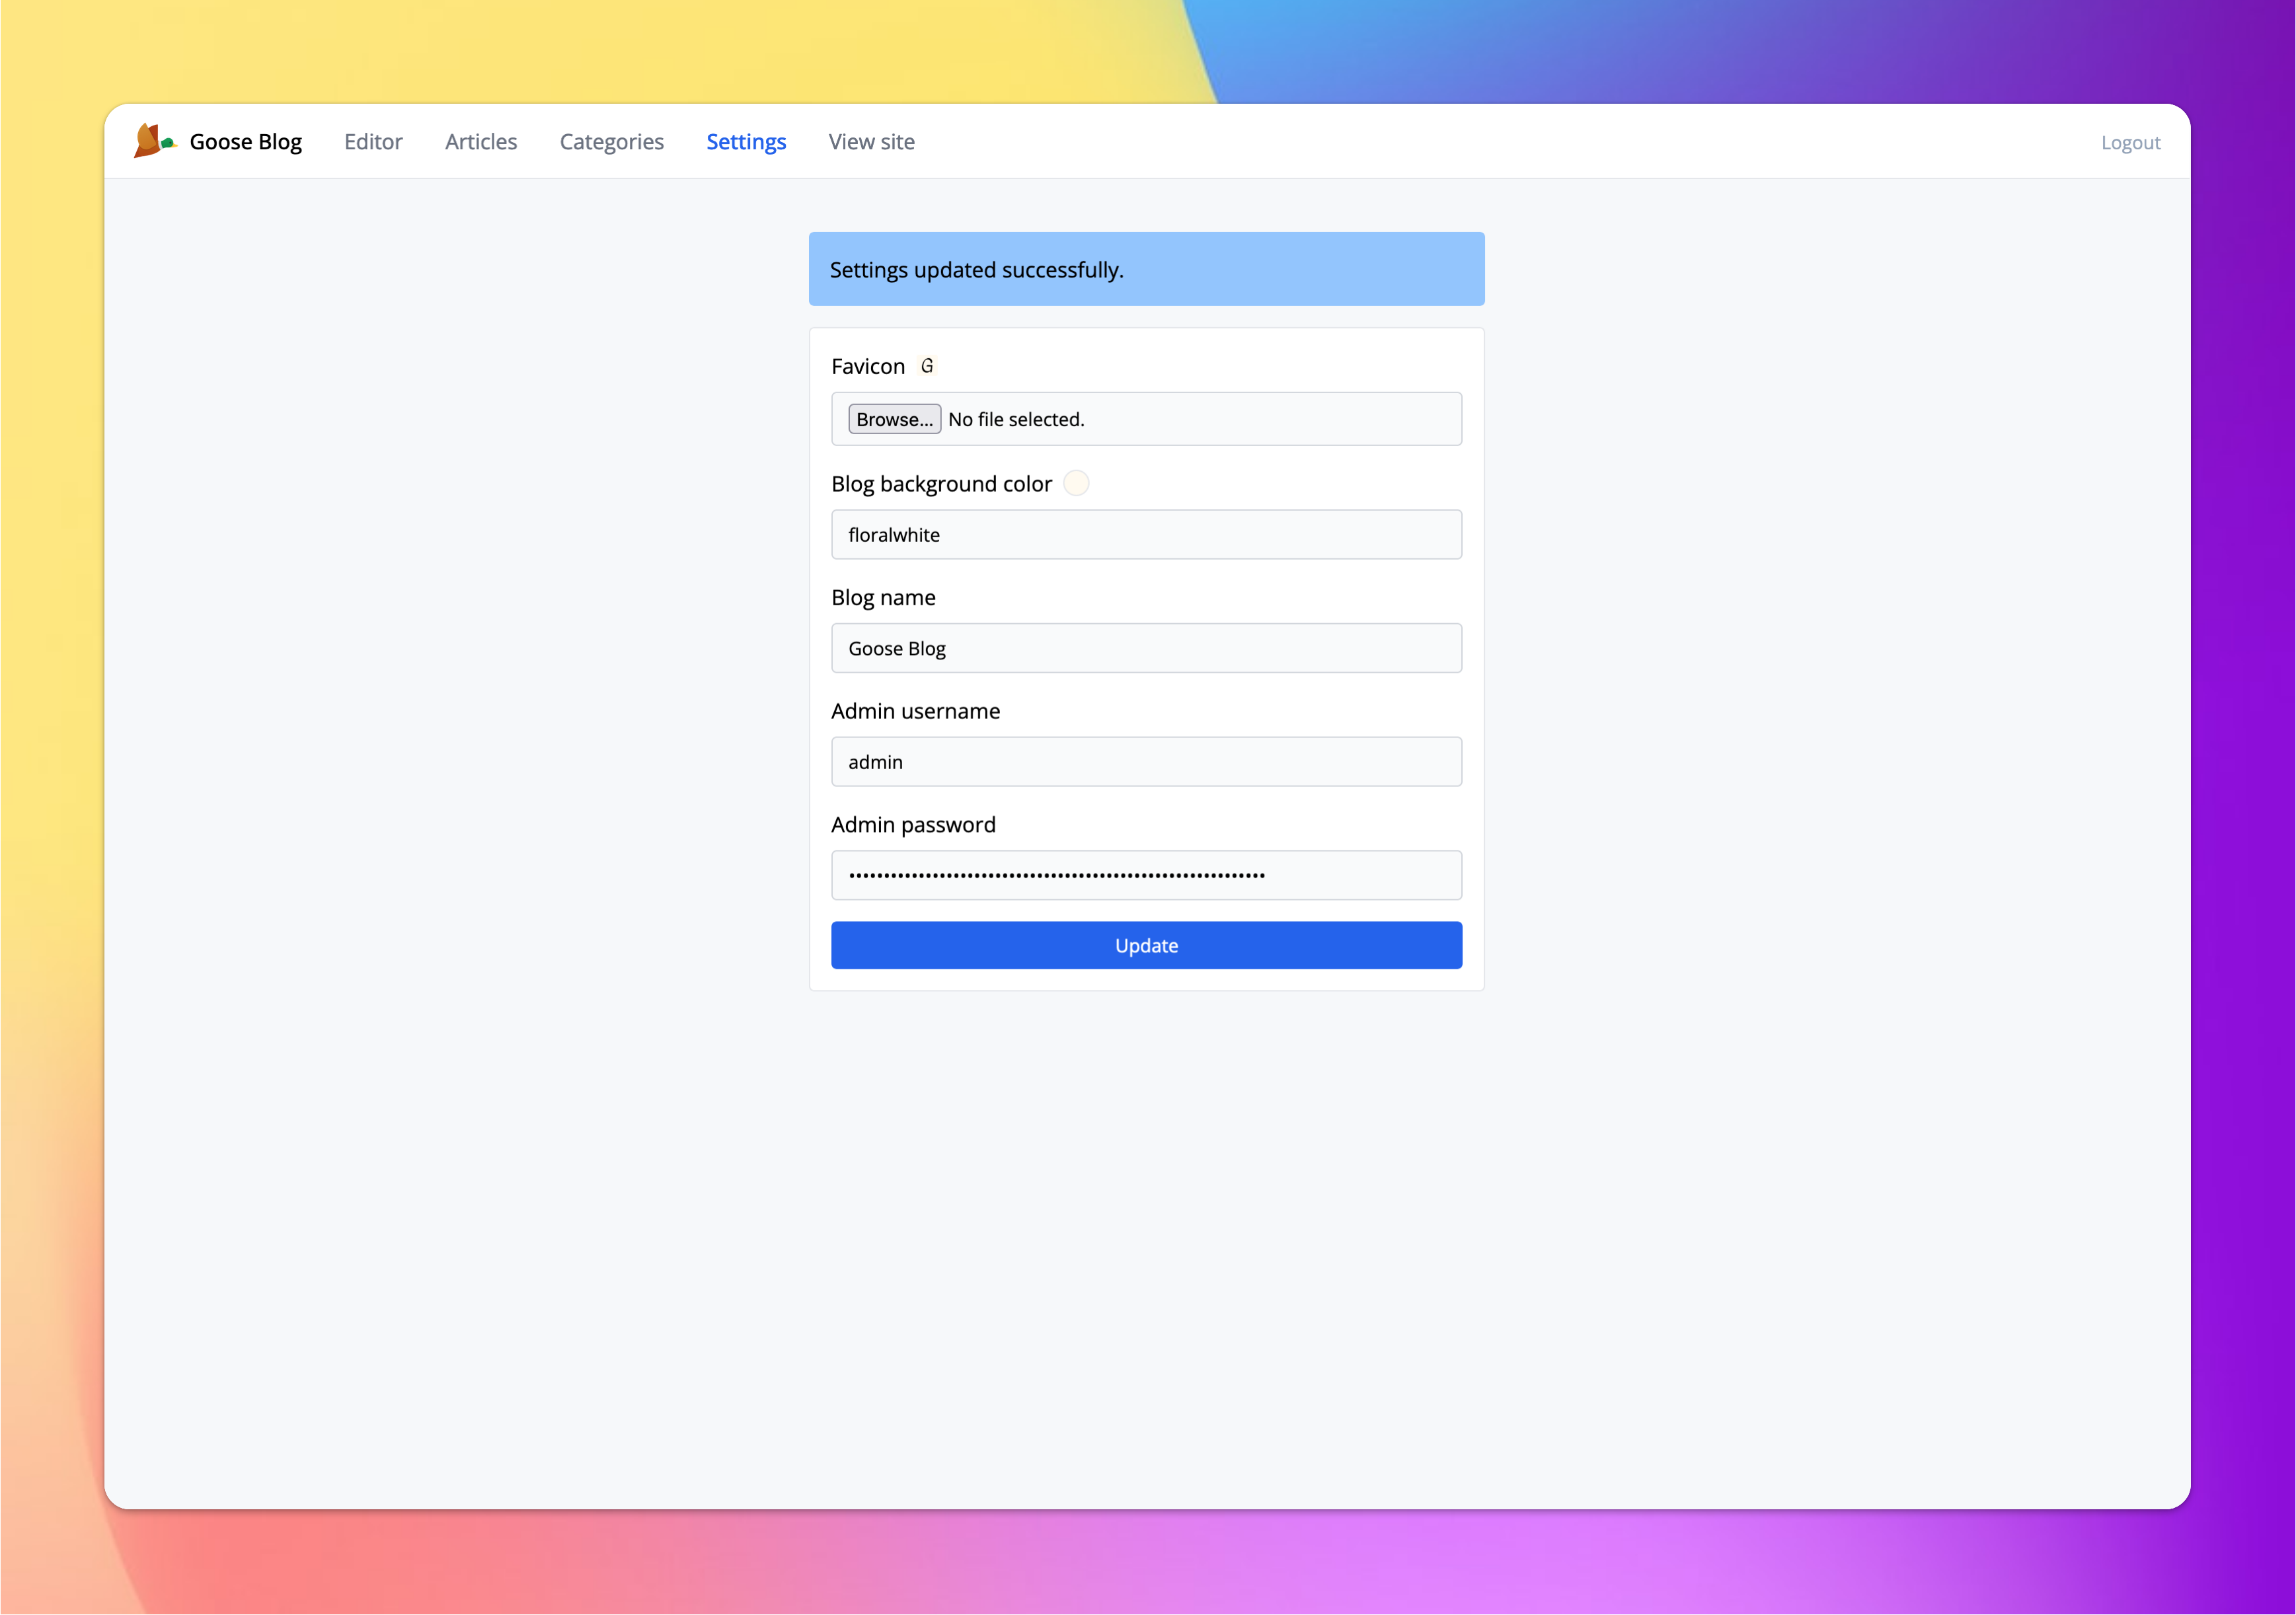 Goose Blog Editor Articles Categories Settings View site Logout
Settings updated successfully.
Favicon G
Browse... No file selected.
Blog background color
floralwhite
Blog name
Goose Blog
Admin username
admin
Admin password
••••••••••••••••••••••••••••••••••••••••••••••••••••••••••••
Update